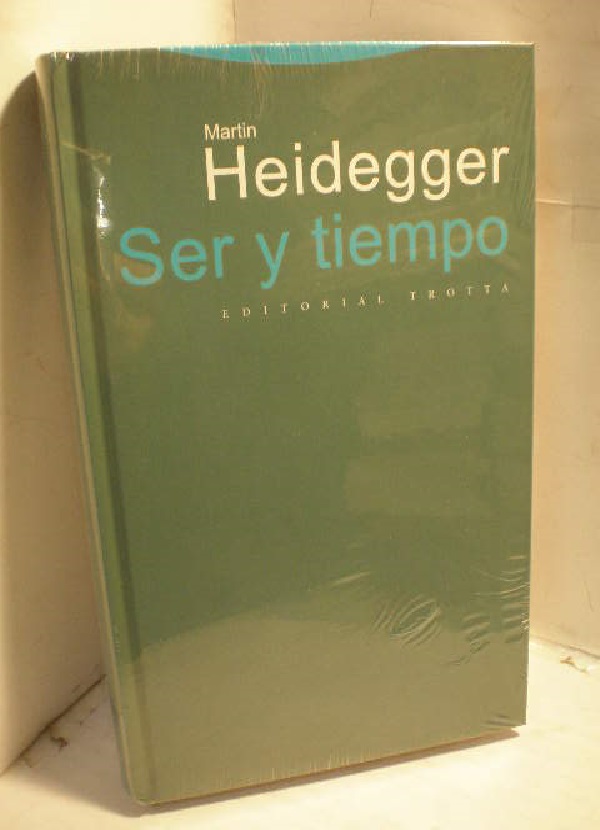 Martin
Heidegger
Ser y tiempo
EDITORIAL TROTTA